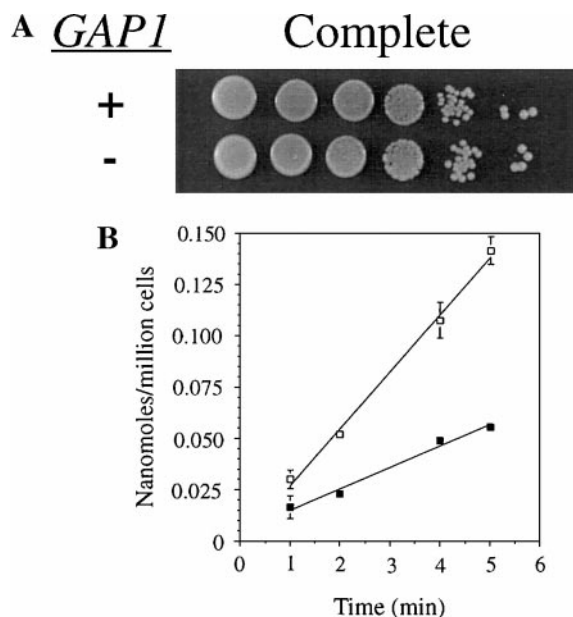 A GAP1 Complete
+
-
B
Nanomoles/million cells
0.150
0.125
0.100
0.075
0.050
0.025
0
0 1 2 3 4 5 6
Time (min)